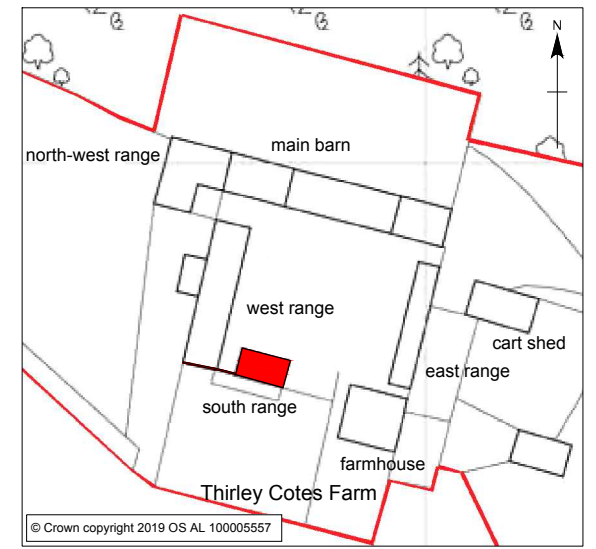 N
main barn
north-west range
west range
cart shed
east range
south range
farmhouse
Thirley Cotes Farm
© Crown copyright 2019 OS AL 100005557